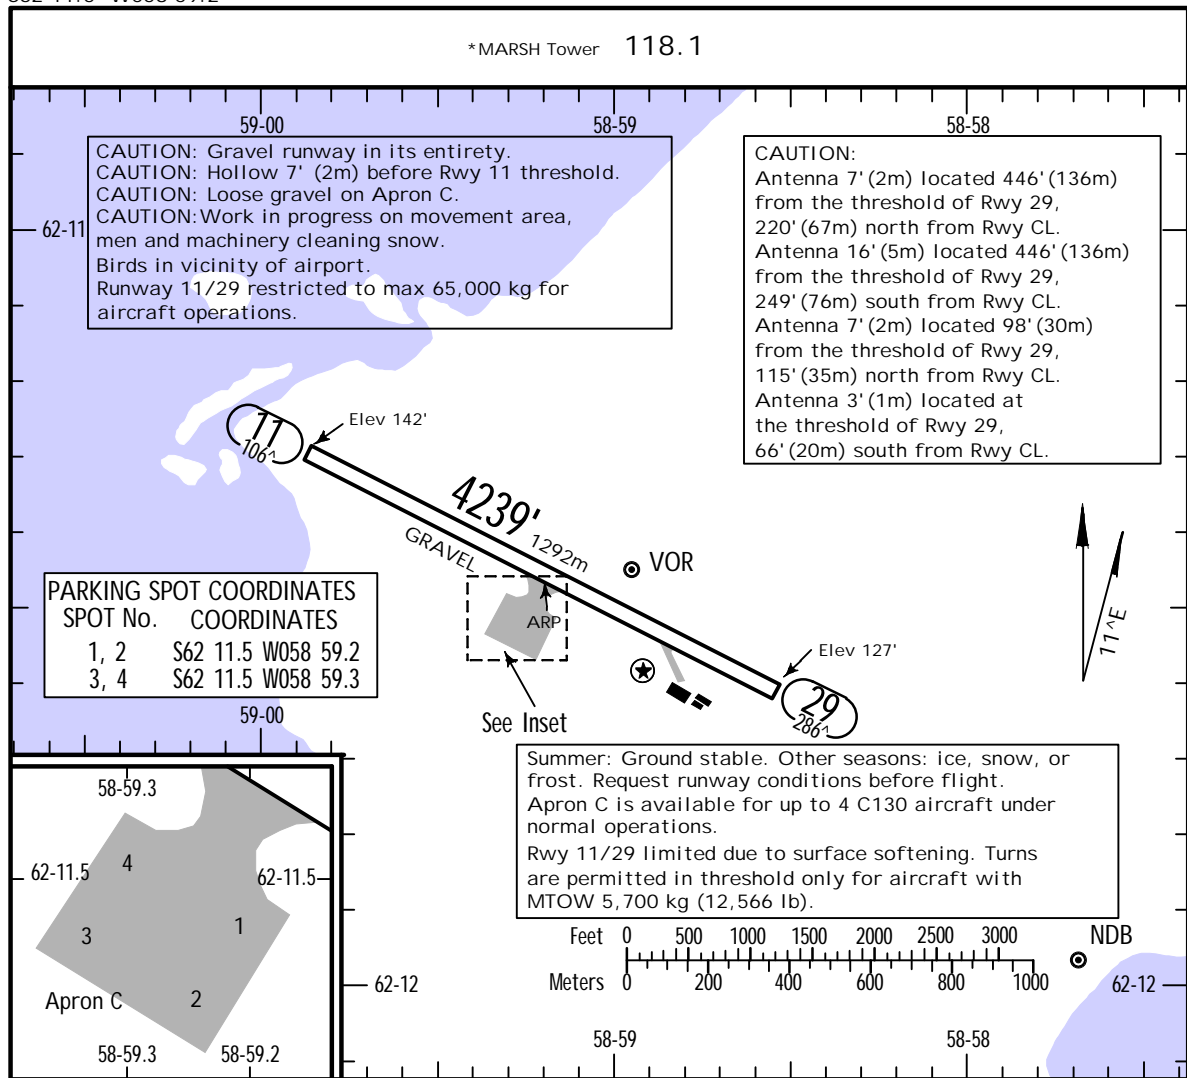 *MARSH Tower 118.1
59-00 58-59 58-58
CAUTION: Gravel runway in its entirety.
CAUTION: Hollow 7' (2m) before Rwy 11 threshold.
CAUTION: Loose gravel on Apron C.
CAUTION: Work in progress on movement area,
men and machinery cleaning snow.
Birds in vicinity of airport.
Runway 11/29 restricted to max 65,000 kg for
aircraft operations.
CAUTION:
Antenna 7' (2m) located 446' (136m)
from the threshold of Rwy 29,
220' (67m) north from Rwy CL.
Antenna 16' (5m) located 446' (136m)
from the threshold of Rwy 29,
249' (76m) south from Rwy CL.
Antenna 7' (2m) located 98' (30m)
from the threshold of Rwy 29,
115' (35m) north from Rwy CL.
Antenna 3' (1m) located at
the threshold of Rwy 29,
66' (20m) south from Rwy CL.
62-11
11
106^
Elev 142'
4239'
1292m
GRAVEL
VOR
ARP
11^E
PARKING SPOT COORDINATES
SPOT No. COORDINATES
1, 2 S62 11.5 W058 59.2
3, 4 S62 11.5 W058 59.3
Elev 127'
29
286^
See Inset
59-00
Summer: Ground stable. Other seasons: ice, snow, or
frost. Request runway conditions before flight.
Apron C is available for up to 4 C130 aircraft under
normal operations.
Rwy 11/29 limited due to surface softening. Turns
are permitted in threshold only for aircraft with
MTOW 5,700 kg (12,566 lb).
58-59.3
62-11.5 62-11.5
4
3
1
2
Apron C
58-59.3 58-59.2
Feet 0 500 1000 1500 2000 2500 3000
Meters 0 200 400 600 800 1000
NDB
62-12 62-12
58-59 58-58